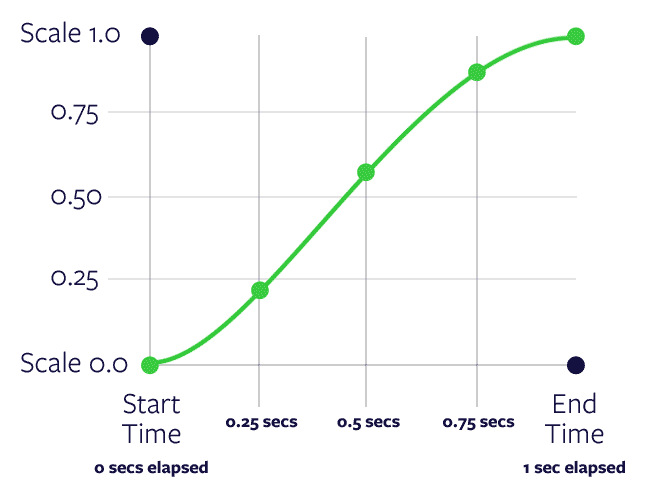 Scale 1.0
0.75
0.50
0.25
Scale 0.0
Start
Time
0.25 secs
0.5 secs
0.75 secs
End
Time
0 secs elapsed
1 sec elapsed